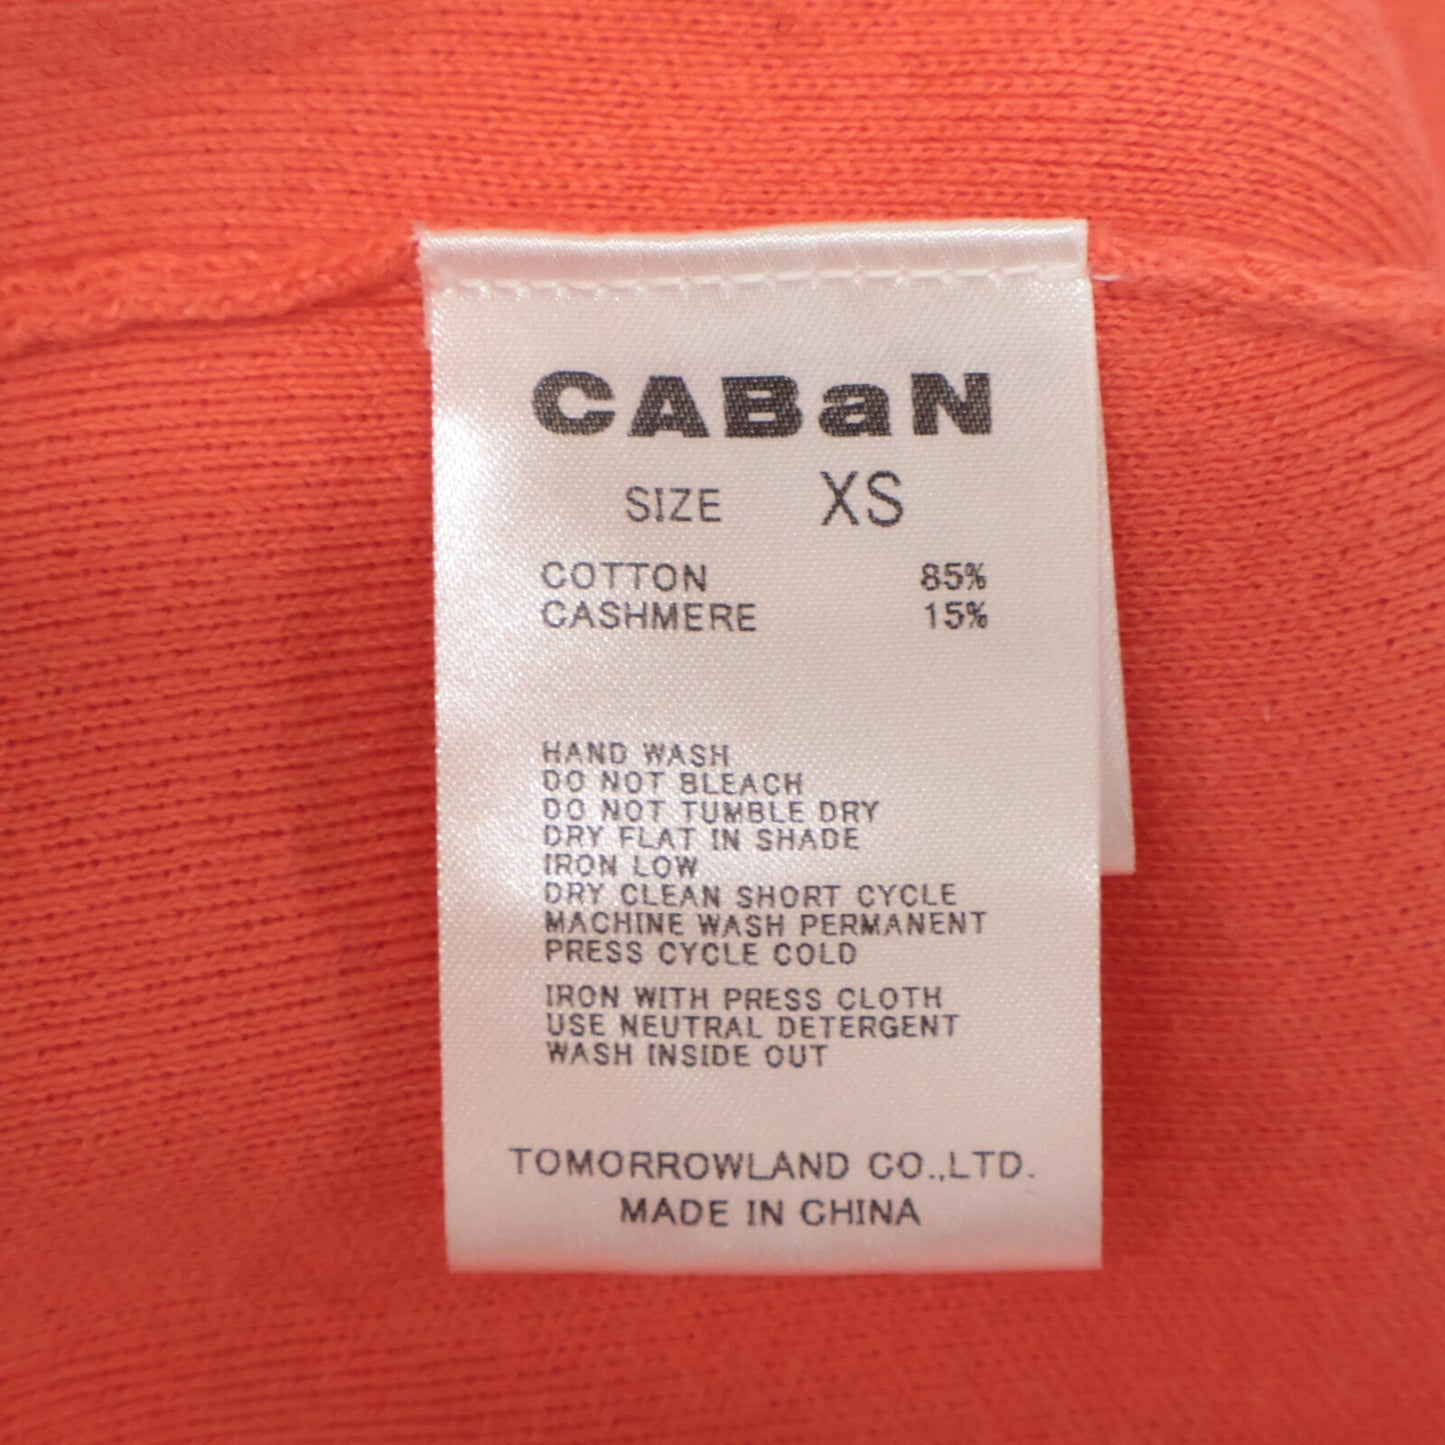 CABaN
SIZE XS
COTTON 85%
CASHMERE 15%
HAND WASH
DO NOT BLEACH
DO NOT TUMBLE DRY
DRY FLAT IN SHADE
IRON LOW
DRY CLEAN SHORT CYCLE
MACHINE WASH PERMANENT
PRESS CYCLE COLD
IRON WITH PRESS CLOTH
USE NEUTRAL DETERGENT
WASH INSIDE OUT
TOMORROWLAND CO.,LTD.
MADE IN CHINA